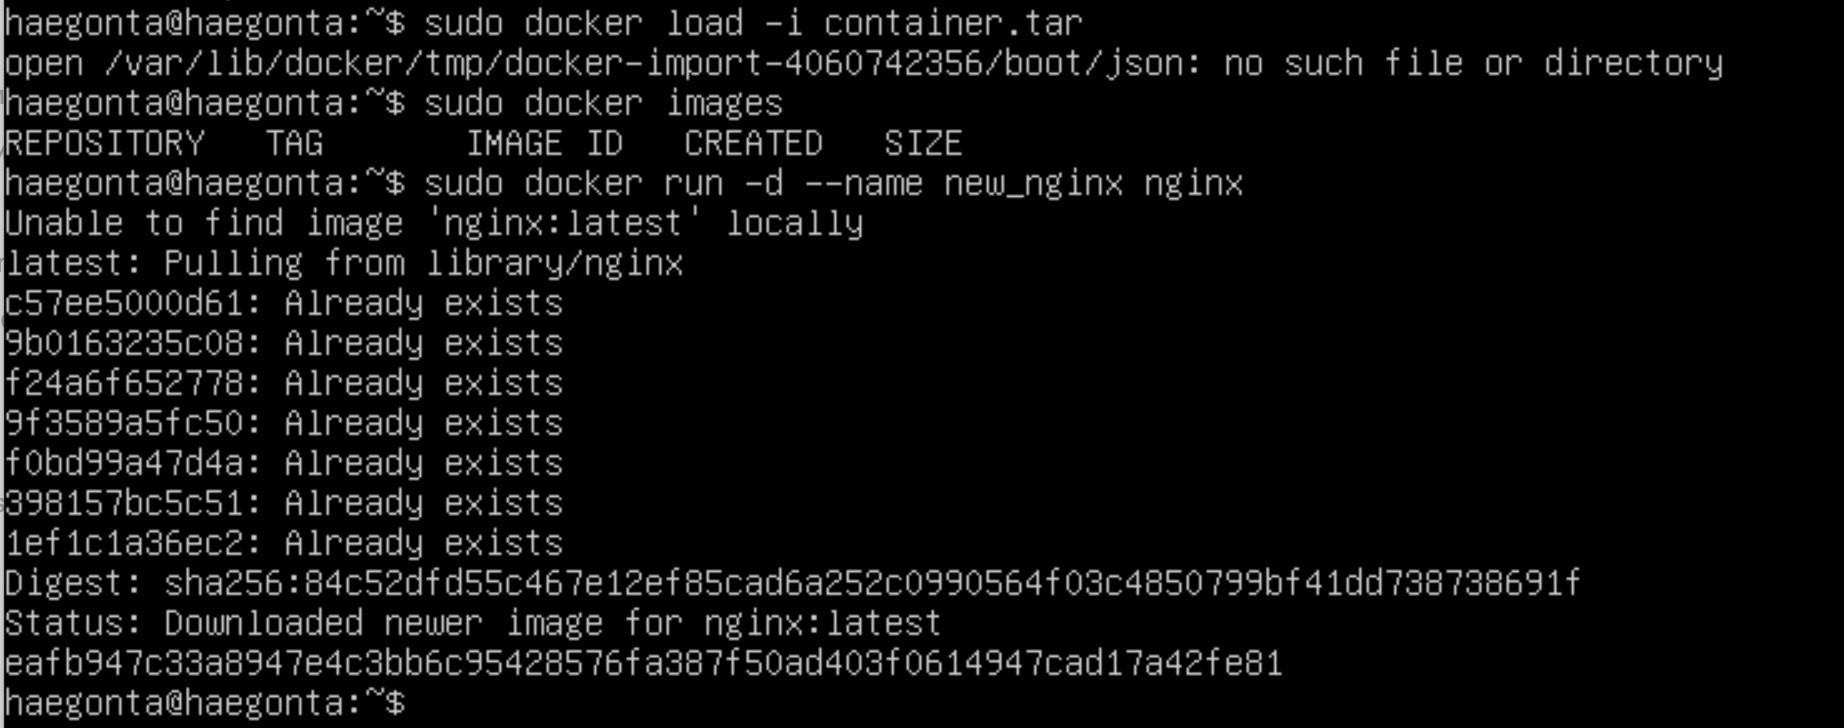 haegonta@haegonta:~$ sudo docker load -i container.tar
open /var/lib/docker/tmp/docker-import-4060742356/boot/json: no such file or directory
haegonta@haegonta:~$ sudo docker images
REPOSITORY   TAG       IMAGE ID   CREATED   SIZE
haegonta@haegonta:~$ sudo docker run -d --name new_nginx nginx
Unable to find image 'nginx:latest' locally
latest: Pulling from library/nginx
c57ee5000d61: Already exists
9b0163235c08: Already exists
f24a6f652778: Already exists
9f3589a5fc50: Already exists
f0bd99a47d4a: Already exists
398157bc5c51: Already exists
1ef1c1a36ec2: Already exists
Digest: sha256:84c52dfd55c467e12ef85cad6a252c0990564f03c4850799bf41dd738738691f
Status: Downloaded newer image for nginx:latest
eafb947c33a8947e4c3bb6c95428576fa387f50ad403f0614947cad17a42fe81
haegonta@haegonta:~$